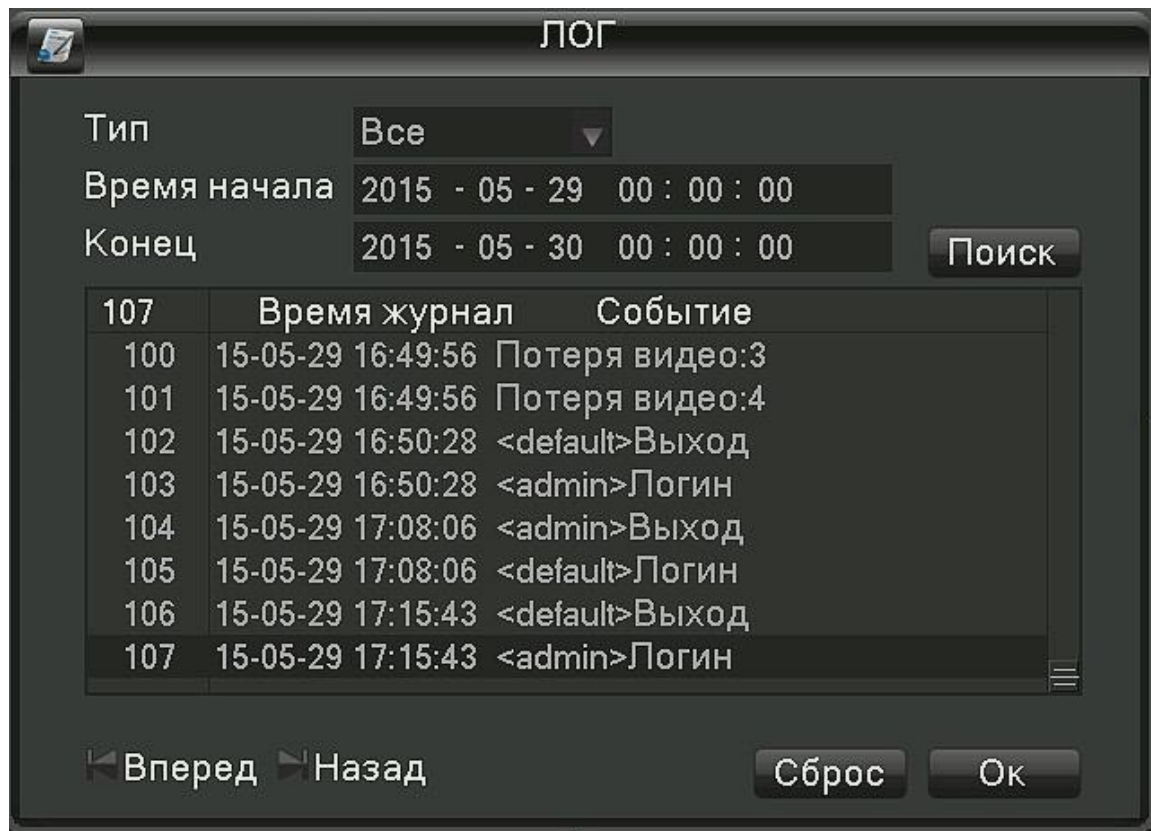 ЛОГ
Тип Все
Время начала 2015 - 05 - 29 00 : 00 : 00
Конец 2015 - 05 - 30 00 : 00 : 00 Поиск
107 Время журнал Событие
100 15-05-29 16:49:56 Потеря видео:3
101 15-05-29 16:49:56 Потеря видео:4
102 15-05-29 16:50:28 <default>Выход
103 15-05-29 16:50:28 <admin>Логин
104 15-05-29 17:08:06 <admin>Выход
105 15-05-29 17:08:06 <default>Логин
106 15-05-29 17:15:43 <default>Выход
107 15-05-29 17:15:43 <admin>Логин
Вперед Назад Сброс Ок